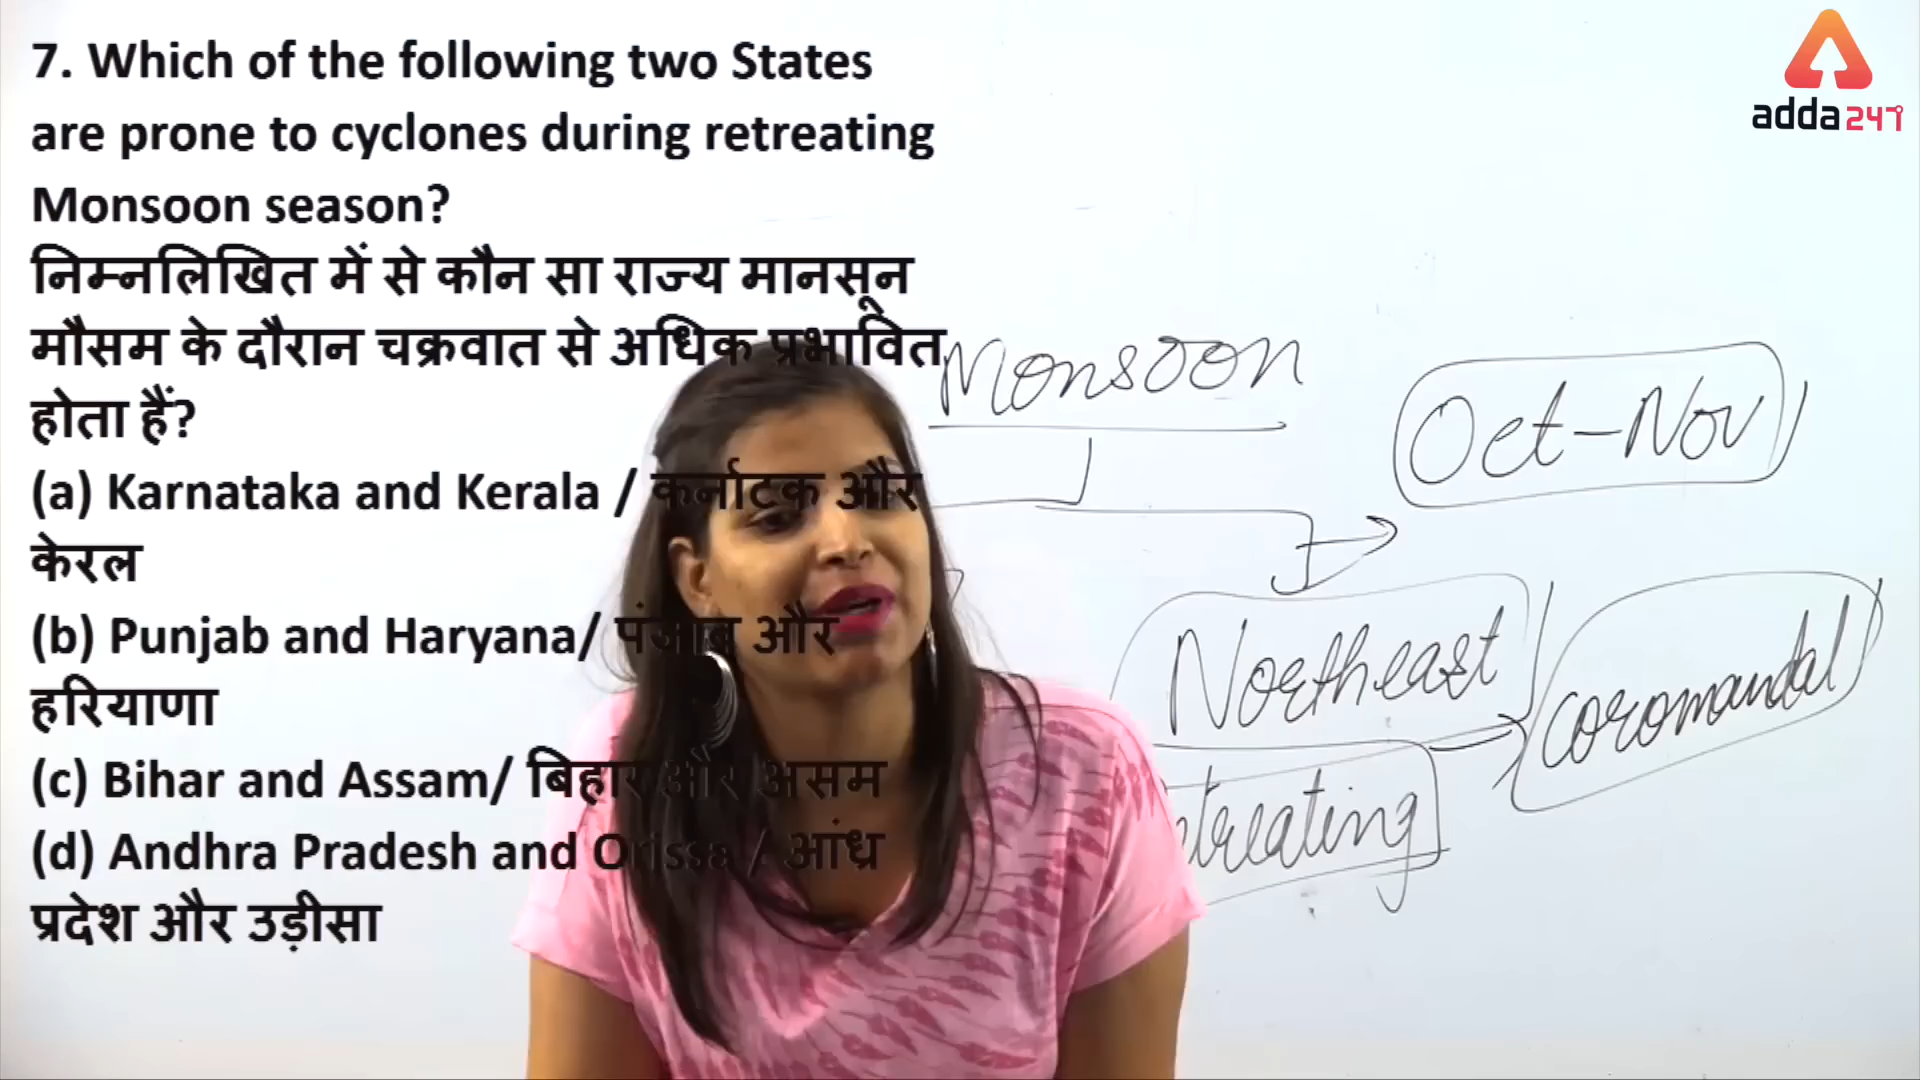 7. Which of the following two States
are prone to cyclones during retreating
Monsoon season?
निम्नलिखित में से कौन सा राज्य मानसून
मौसम के दौरान चक्रवात से अधिक प्रभावित
होता हैं?
(a) Karnataka and Kerala / कर्नाटक और
केरल
(b) Punjab and Haryana/ पंजाब और
हरियाणा
(c) Bihar and Assam/ बिहार और असम
(d) Andhra Pradesh and Orissa / आंध्र
प्रदेश और उड़ीसा
adda247
Monsoon
Oct-Nov
Northeast
coromandal